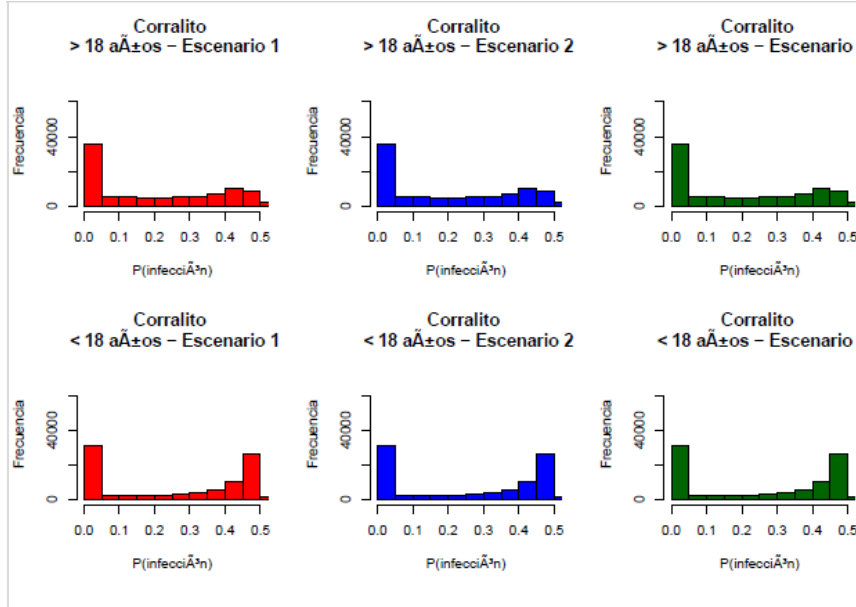 Corralito
> 18 aÃ±os – Escenario 1
Frecuencia
40000
0
0.0 0.1 0.2 0.3 0.4 0.5
P(infecciÃ³n)
Corralito
> 18 aÃ±os – Escenario 2
Frecuencia
40000
0
0.0 0.1 0.2 0.3 0.4 0.5
P(infecciÃ³n)
Corralito
> 18 aÃ±os – Escenario
Frecuencia
40000
0
0.0 0.1 0.2 0.3 0.4 0.5
P(infecciÃ³n)
Corralito
< 18 aÃ±os – Escenario 1
Frecuencia
40000
0
0.0 0.1 0.2 0.3 0.4 0.5
P(infecciÃ³n)
Corralito
< 18 aÃ±os – Escenario 2
Frecuencia
40000
0
0.0 0.1 0.2 0.3 0.4 0.5
P(infecciÃ³n)
Corralito
< 18 aÃ±os – Escenario
Frecuencia
40000
0
0.0 0.1 0.2 0.3 0.4 0.5
P(infecciÃ³n)